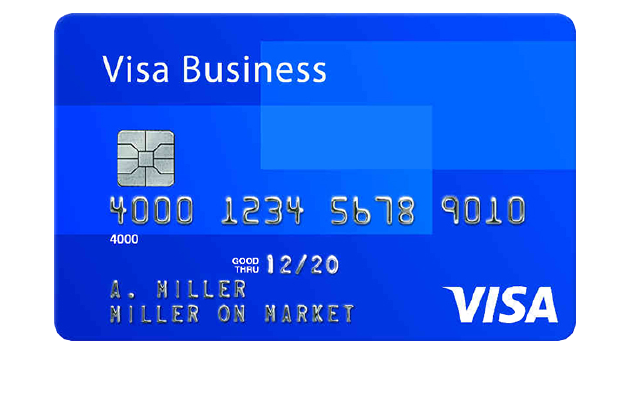 Visa Business
4000 1234 5678 9010
4000
GOOD THRU 12/20
A. MILLER
MILLER ON MARKET
VISA